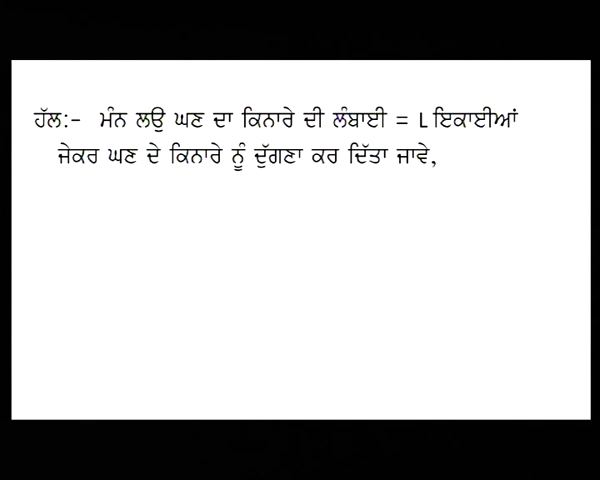 ਹੱਲ:- ਮੰਨ ਲਉ ਘਣ ਦਾ ਕਿਨਾਰੇ ਦੀ ਲੰਬਾਈ = L ਇਕਾਈਆਂ
ਜੇਕਰ ਘਣ ਦੇ ਕਿਨਾਰੇ ਨੂੰ ਦੁੱਗਣਾ ਕਰ ਦਿੱਤਾ ਜਾਵੇ,